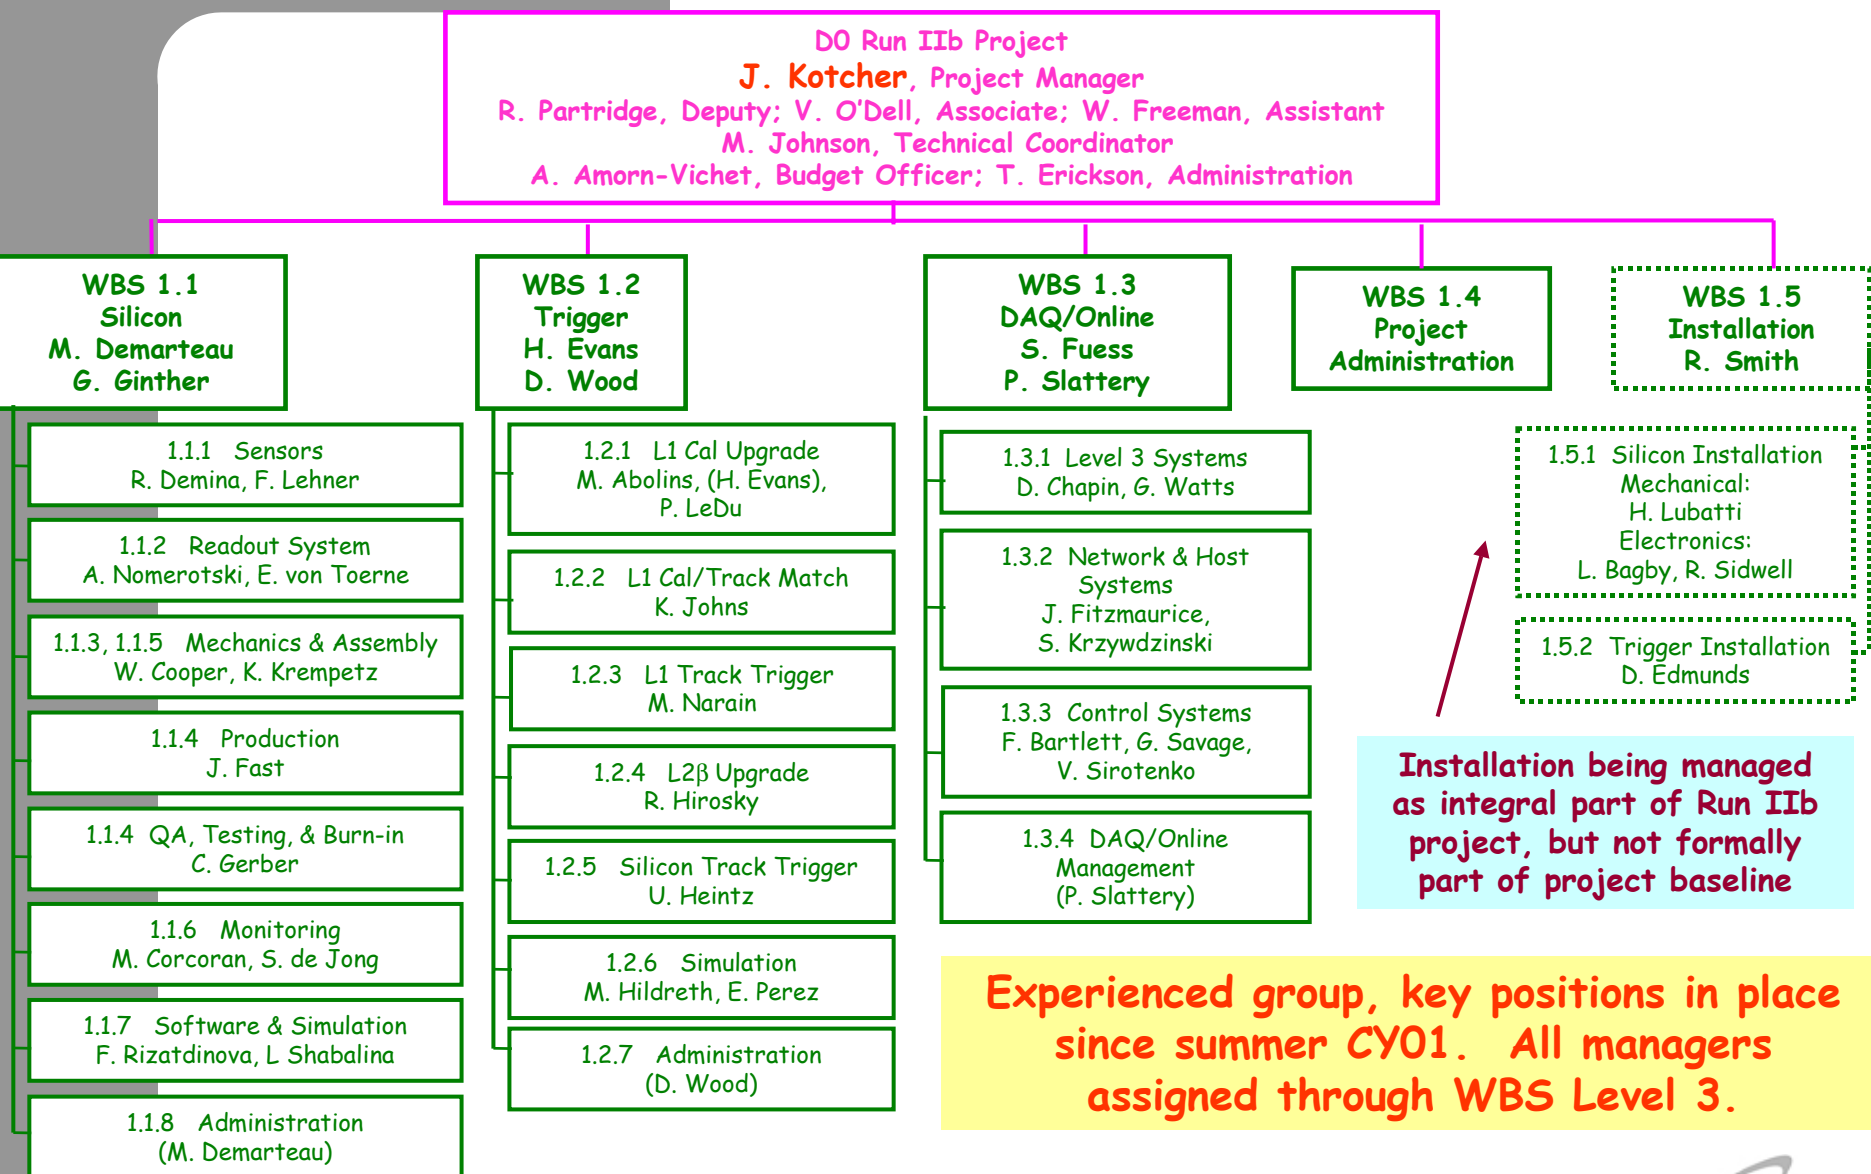 D0 Run IIb Project
J. Kotcher, Project Manager
R. Partridge, Deputy; V. O'Dell, Associate; W. Freeman, Assistant
M. Johnson, Technical Coordinator
A. Amorn-Vichet, Budget Officer; T. Erickson, Administration
WBS 1.1
Silicon
M. Demarteau
G. Ginther
1.1.1 Sensors
R. Demina, F. Lehner
1.1.2 Readout System
A. Nomerotski, E. von Toerne
1.1.3, 1.1.5 Mechanics & Assembly
W. Cooper, K. Krempetz
1.1.4 Production
J. Fast
1.1.4 QA, Testing, & Burn-in
C. Gerber
1.1.6 Monitoring
M. Corcoran, S. de Jong
1.1.7 Software & Simulation
F. Rizatdinova, L Shabalina
1.1.8 Administration
(M. Demarteau)
WBS 1.2
Trigger
H. Evans
D. Wood
1.2.1 L1 Cal Upgrade
M. Abolins, (H. Evans),
P. LeDu
1.2.2 L1 Cal/Track Match
K. Johns
1.2.3 L1 Track Trigger
M. Narain
1.2.4 L2β Upgrade
R. Hirosky
1.2.5 Silicon Track Trigger
U. Heintz
1.2.6 Simulation
M. Hildreth, E. Perez
1.2.7 Administration
(D. Wood)
WBS 1.3
DAQ/Online
S. Fuess
P. Slattery
1.3.1 Level 3 Systems
D. Chapin, G. Watts
1.3.2 Network & Host
Systems
J. Fitzmaurice,
S. Krzywdzinski
1.3.3 Control Systems
F. Bartlett, G. Savage,
V. Sirotenko
1.3.4 DAQ/Online
Management
(P. Slattery)
WBS 1.4
Project
Administration
WBS 1.5
Installation
R. Smith
1.5.1 Silicon Installation
Mechanical:
H. Lubatti
Electronics:
L. Bagby, R. Sidwell
1.5.2 Trigger Installation
D. Edmunds
Installation being managed
as integral part of Run IIb
project, but not formally
part of project baseline
Experienced group, key positions in place
since summer CY01. All managers
assigned through WBS Level 3.